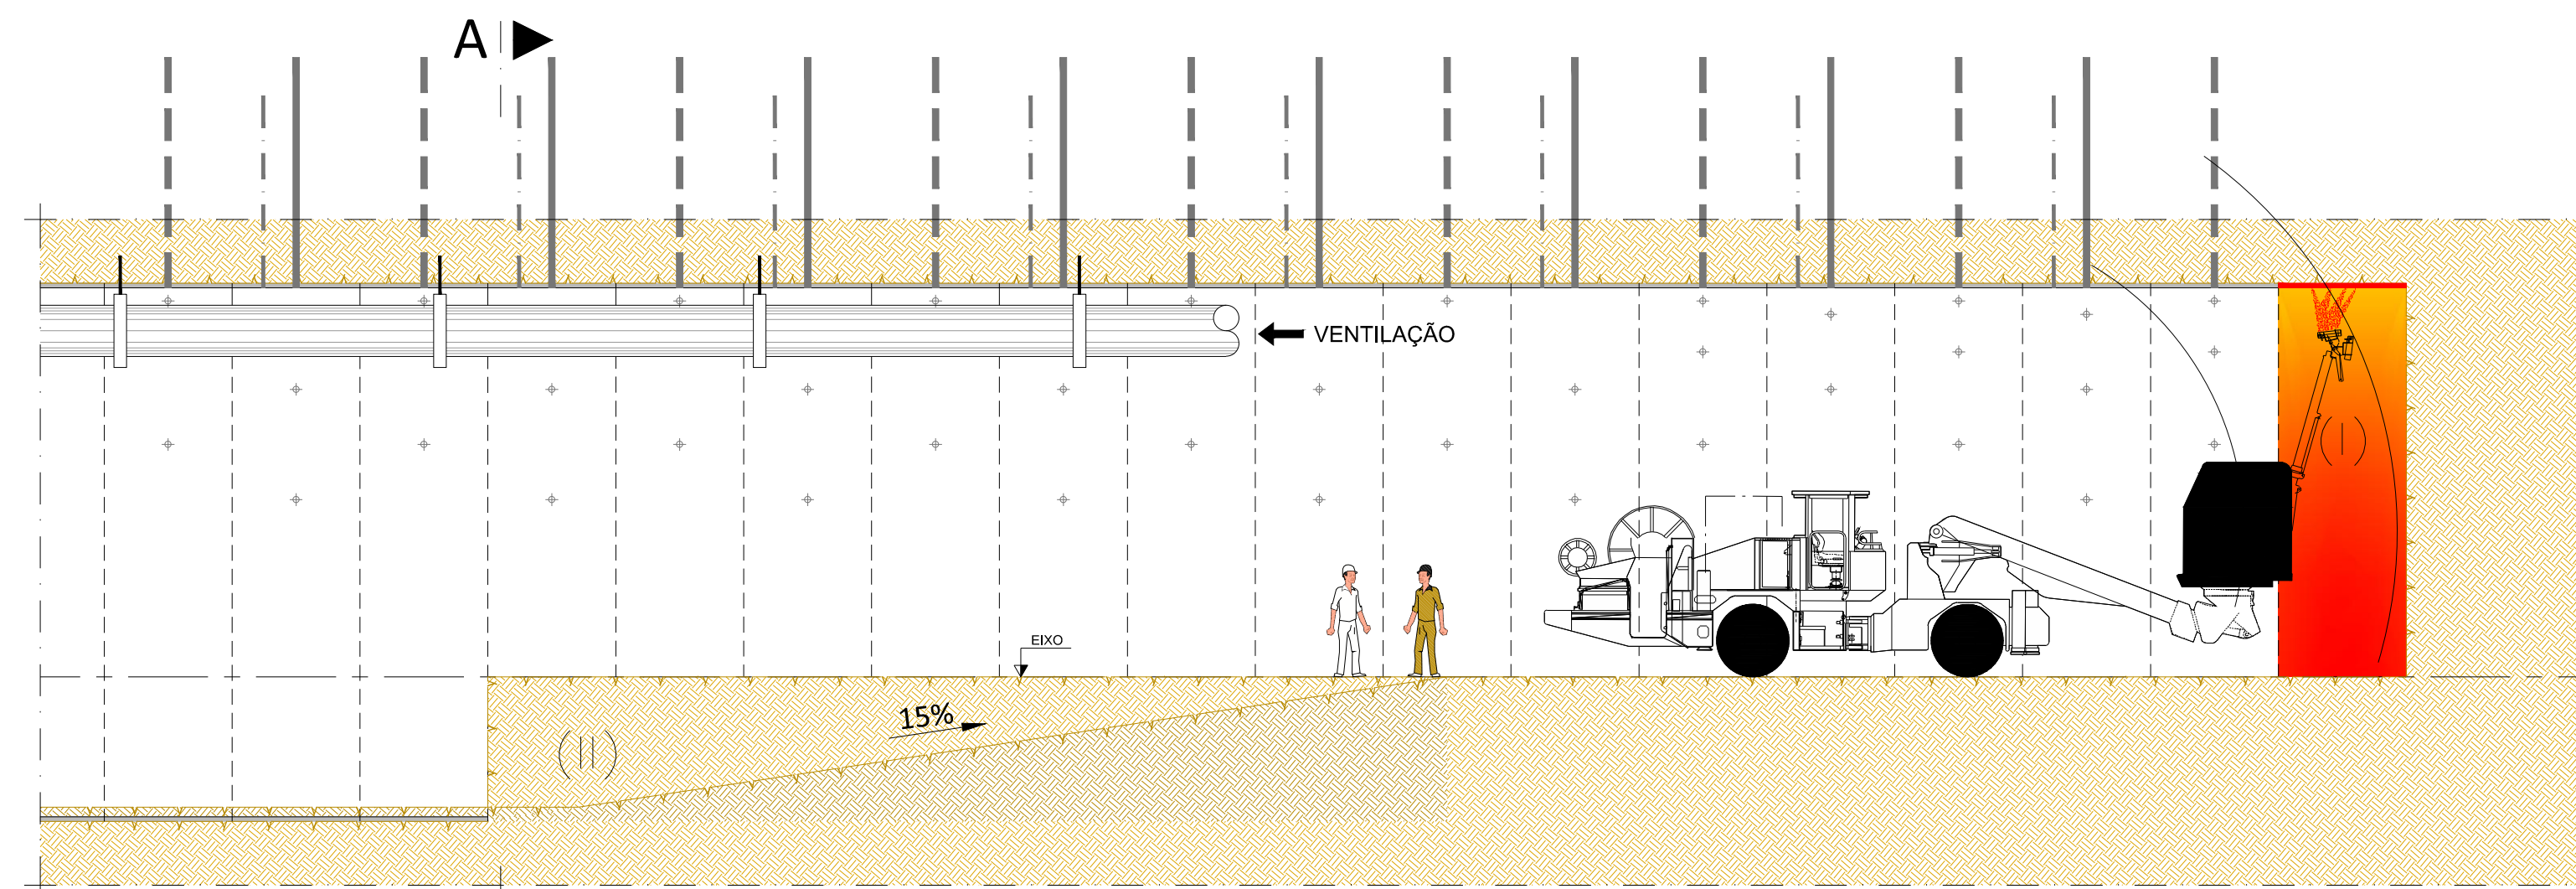 A
VENTILAÇÃO
(I)
EIXO
15%
(II)